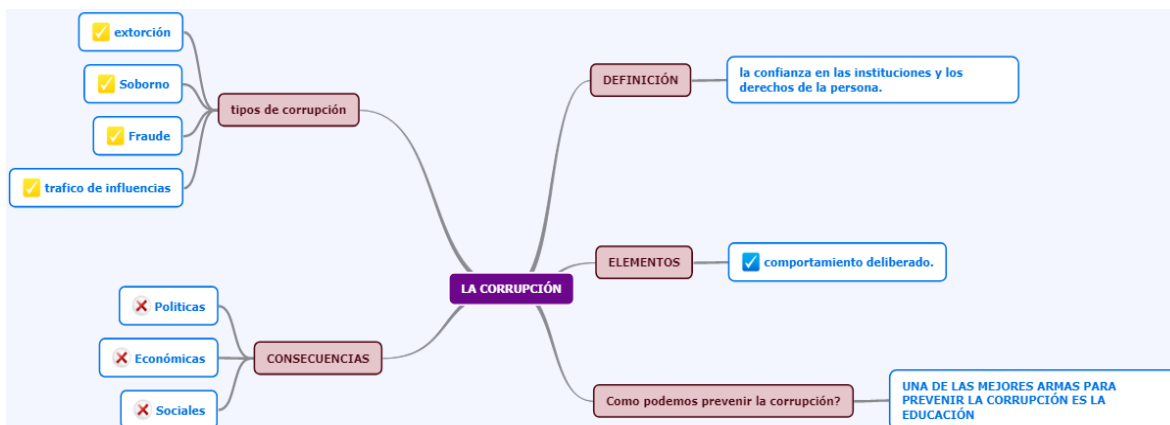 LA CORRUPCIÓN
tipos de corrupción
extorción
Soborno
Fraude
trafico de influencias
CONSECUENCIAS
Politicas
Económicas
Sociales
DEFINICIÓN
la confianza en las instituciones y los
derechos de la persona.
ELEMENTOS
comportamiento deliberado.
Como podemos prevenir la corrupción?
UNA DE LAS MEJORES ARMAS PARA
PREVENIR LA CORRUPCIÓN ES LA
EDUCACIÓN